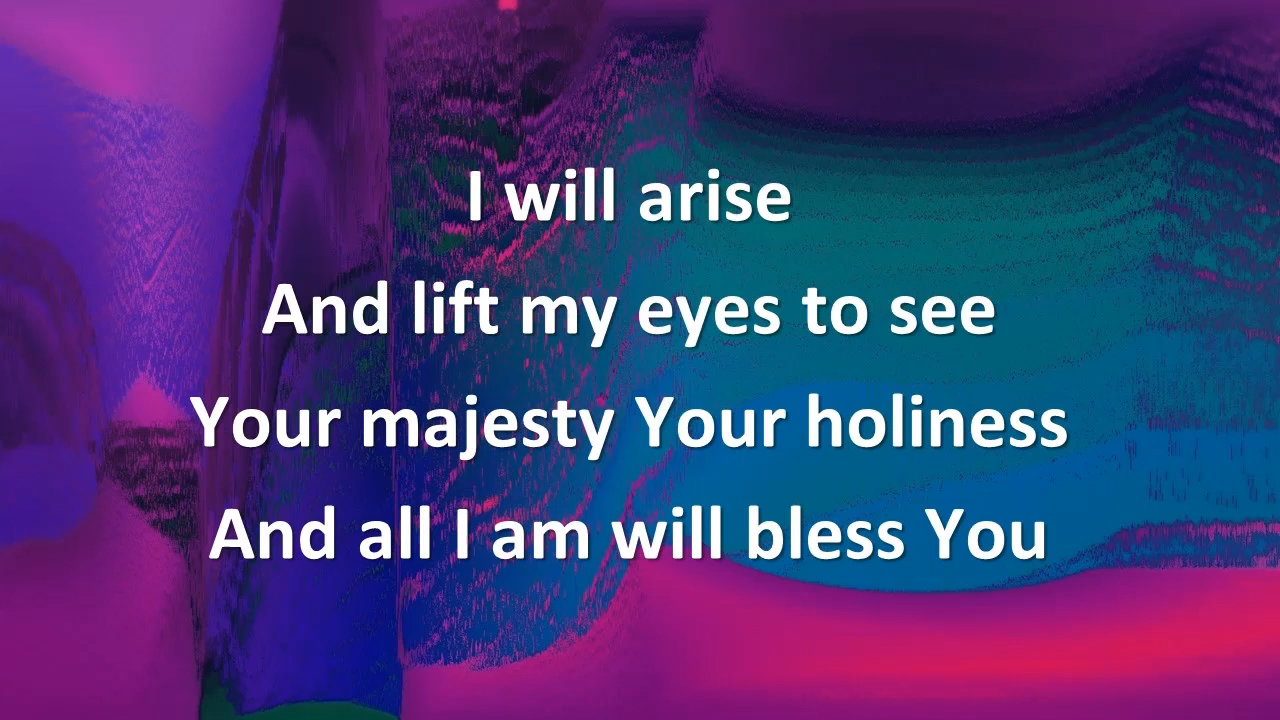 I will arise
And lift my eyes to see
Your majesty Your holiness
And all I am will bless You